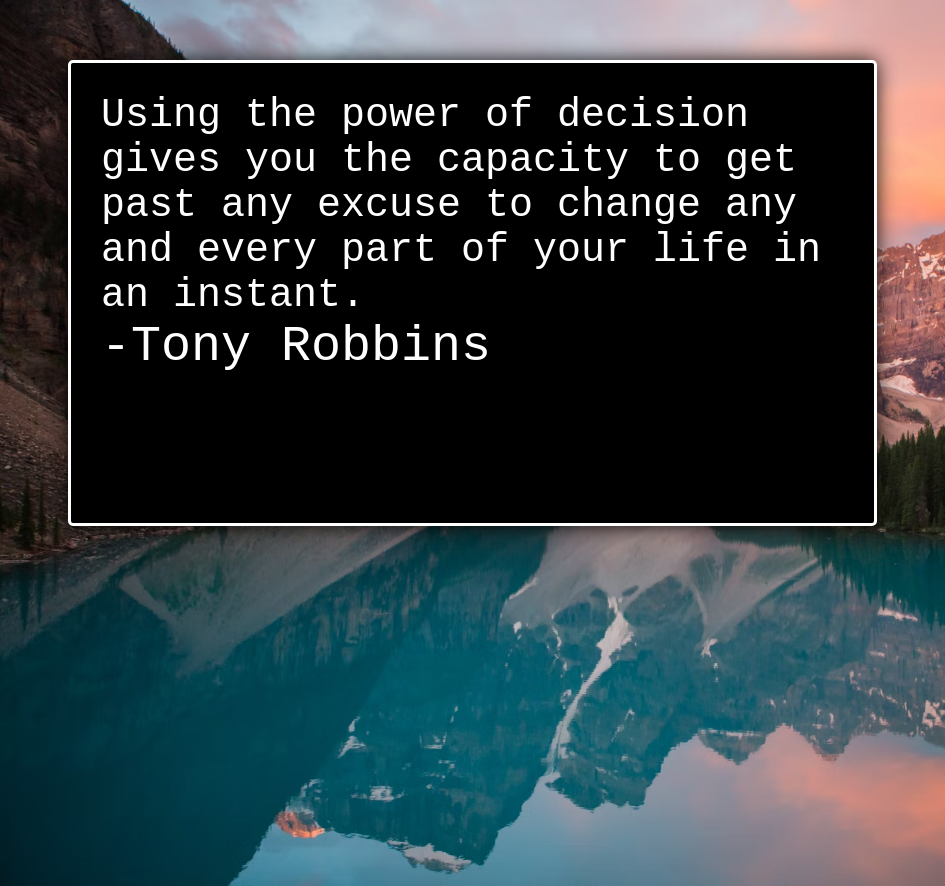 Using the power of decision
gives you the capacity to get
past any excuse to change any
and every part of your life in
an instant.
-Tony Robbins